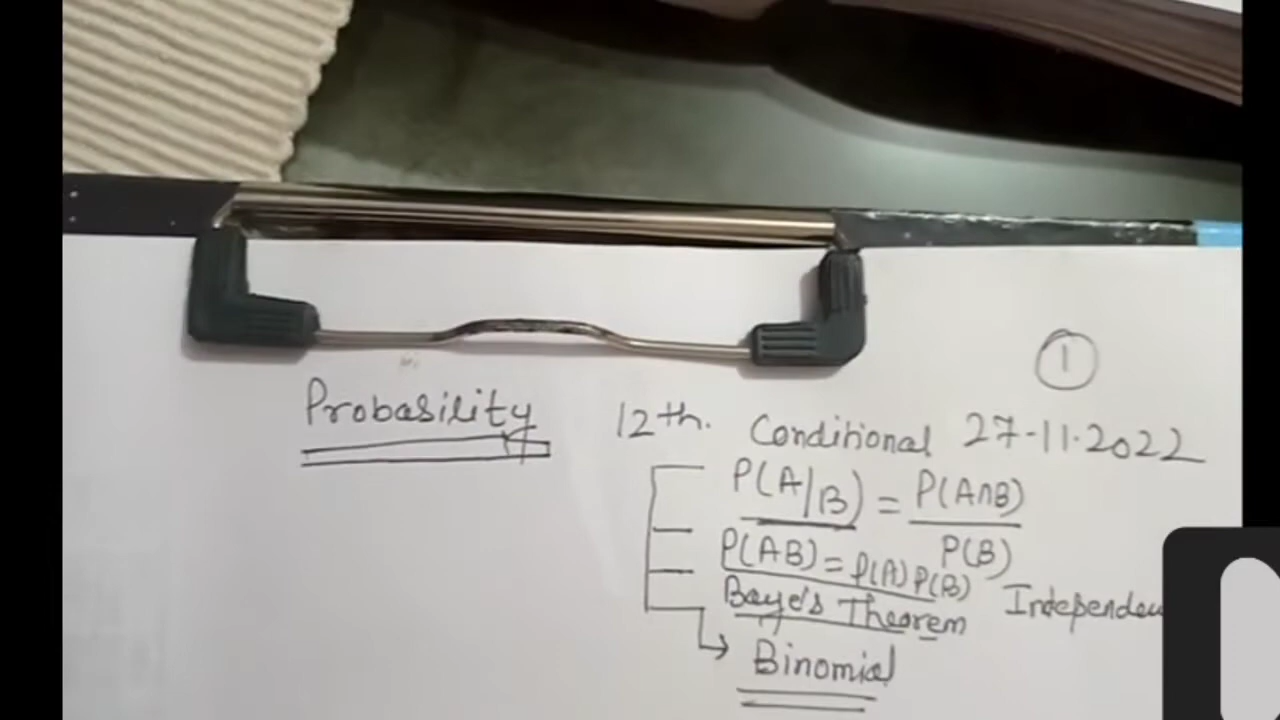 ①
Probability 12th. Conditional 27-11-2022
P(A/B) = P(A∩B) / P(B)
P(AB) = P(A) P(B) Independen
Baye's Theorem
Binomial